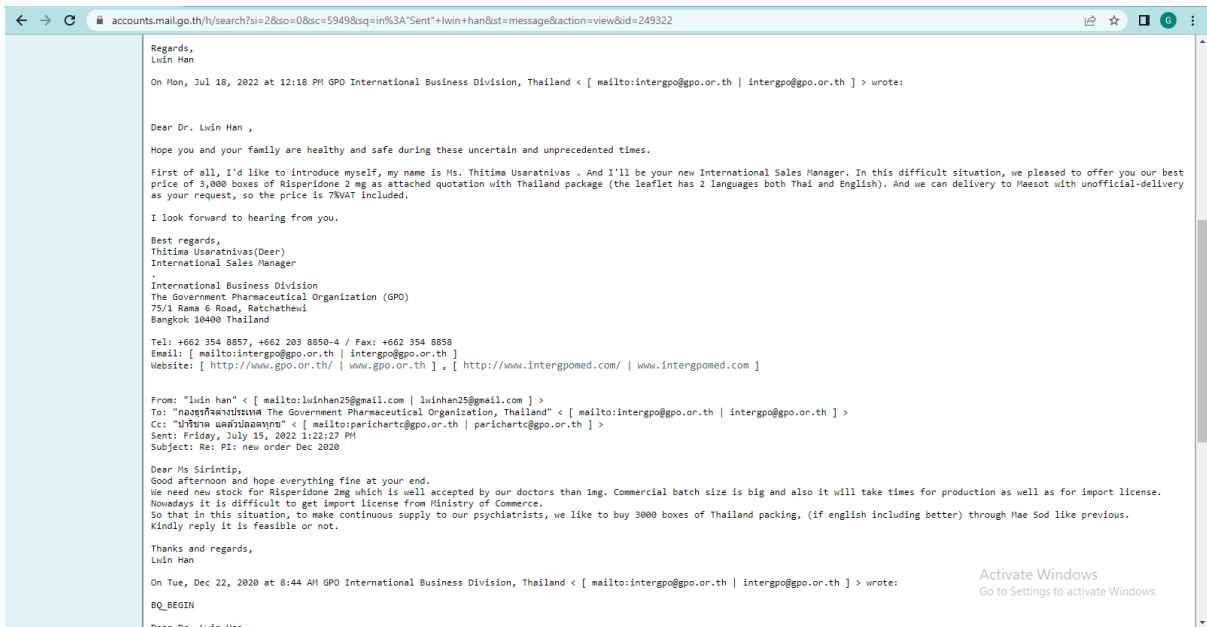 accounts.mail.go.th/h/search?si=2&so=0&sc=5949&sq=in%3A"Sent"+lwin+han&st=message&action=view&id=249322
G
Regards,
Lwin Han
On Mon, Jul 18, 2022 at 12:18 PM GPO International Business Division, Thailand < [ mailto:intergpo@gpo.or.th | intergpo@gpo.or.th ] > wrote:
Dear Dr. Lwin Han ,
Hope you and your family are healthy and safe during these uncertain and unprecedented times.
First of all, I'd like to introduce myself, my name is Ms. Thitima Usaratnivas . And I'll be your new International Sales Manager. In this difficult situation, we pleased to offer you our best
price of 3,000 boxes of Risperidone 2 mg as attached quotation with Thailand package (the leaflet has 2 languages both Thai and English). And we can delivery to Maesot with unofficial-delivery
as your request, so the price is 7%VAT included.
I look forward to hearing from you.
Best regards,
Thitima Usaratnivas(Deer)
International Sales Manager
.
International Business Division
The Government Pharmaceutical Organization (GPO)
75/1 Rama 6 Road, Ratchathewi
Bangkok 10400 Thailand
Tel: +662 354 8857, +662 203 8850-4 / Fax: +662 354 8858
Email: [ mailto:intergpo@gpo.or.th | intergpo@gpo.or.th ]
Website: [ http://www.gpo.or.th/ | www.gpo.or.th ] , [ http://www.intergpomed.com/ | www.intergpomed.com ]
From: "lwin han" < [ mailto:lwinhan25@gmail.com | lwinhan25@gmail.com ] >
To: "กองธุรกิจต่างประเทศ The Government Pharmaceutical Organization, Thailand" < [ mailto:intergpo@gpo.or.th | intergpo@gpo.or.th ] >
Cc: "ปาริชาต แคล้วปลอดทุกข" < [ mailto:parichartc@gpo.or.th | parichartc@gpo.or.th ] >
Sent: Friday, July 15, 2022 1:22:27 PM
Subject: Re: PI: new order Dec 2020
Dear Ms Sirintip,
Good afternoon and hope everything fine at your end.
We need new stock for Risperidone 2mg which is well accepted by our doctors than 1mg. Commercial batch size is big and also it will take times for production as well as for import license.
Nowadays it is difficult to get import license from Ministry of Commerce.
So that in this situation, to make continuous supply to our psychiatrists, we like to buy 3000 boxes of Thailand packing, (if english including better) through Mae Sod like previous.
Kindly reply it is feasible or not.
Thanks and regards,
Lwin Han
On Tue, Dec 22, 2020 at 8:44 AM GPO International Business Division, Thailand < [ mailto:intergpo@gpo.or.th | intergpo@gpo.or.th ] > wrote:
BQ_BEGIN
Activate Windows
Go to Settings to activate Windows.